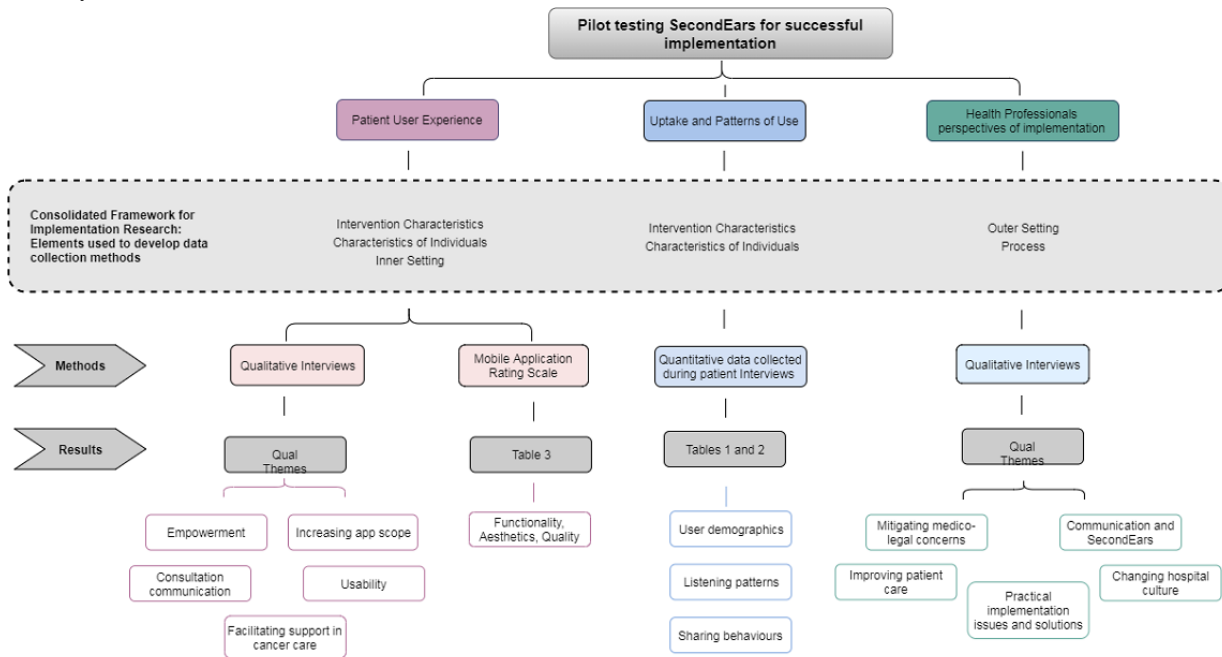 Pilot testing SecondEars for successful
implementation
Patient User Experience
Uptake and Patterns of Use
Health Professionals
perspectives of implementation
Consolidated Framework for
Implementation Research:
Elements used to develop data
collection methods
Intervention Characteristics
Characteristics of Individuals
Inner Setting
Intervention Characteristics
Characteristics of Individuals
Outer Setting
Process
Methods
Qualitative Interviews
Mobile Application
Rating Scale
Quantitative data collected
during patient Interviews
Qualitative Interviews
Results
Qual
Themes
Table 3
Tables 1 and 2
Qual
Themes
Empowerment
Increasing app scope
Consultation
communication
Usability
Facilitating support in
cancer care
Functionality,
Aesthetics, Quality
User demographics
Listening patterns
Sharing behaviours
Mitigating medico-
legal concerns
Communication and
SecondEars
Improving patient
care
Changing hospital
culture
Practical
implementation
issues and solutions